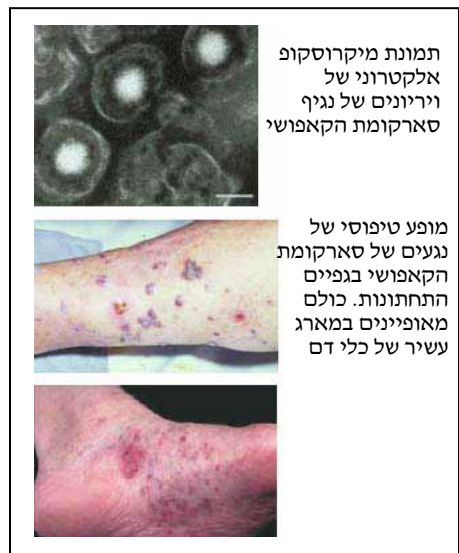 תמונת מיקרוסקופ
אלקטרוני של
ויריונים של נגיף
סארקומת הקאפושי
מופע טיפוסי של
נגעים של סארקומת
הקאפושי בגפיים
התחתונות. כולם
מאופיינים במארג
עשיר של כלי דם